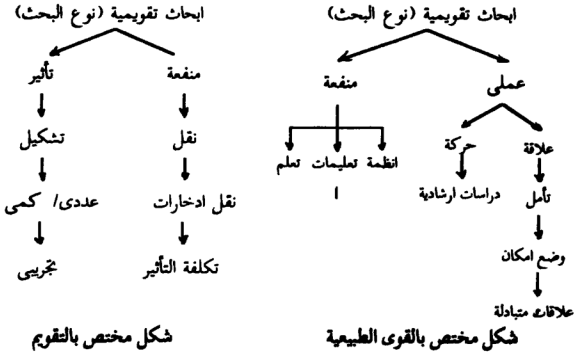 ابحاث تقويمية (نوع البحث)
عملى
منفعة
علاقة
حركة
انظمة
تعليمات
تعلم
تأمل
دراسات ارشادية
ا
وضع امكان
علاقات متبادلة
شكل مختص بالقوى الطبيعية
ابحاث تقويمية (نوع البحث)
منفعة
تأثير
نقل
تشكيل
نقل ادخارات
عددى/ كمى
تكلفة التأثير
تجريبى
شكل مختص بالتقويم